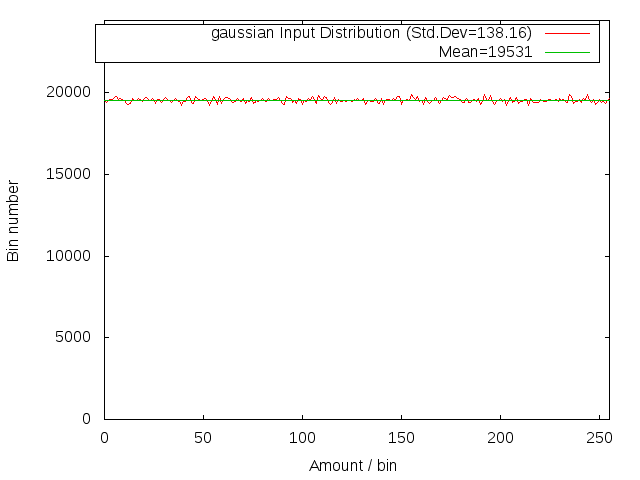 gaussian Input Distribution (Std.Dev=138.16)
Mean=19531
20000
15000
10000
5000
0
Bin number
0 50 100 150 200 250
Amount / bin